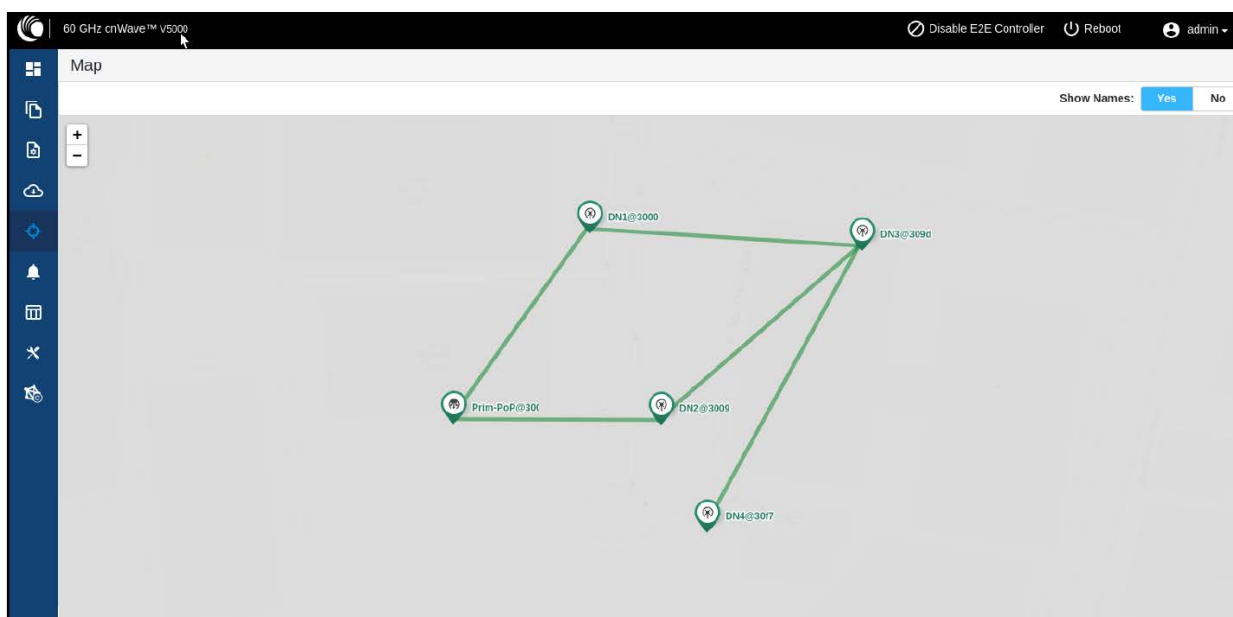 60 GHz cnWave™ V5000
Disable E2E Controller
Reboot
admin
Map
Show Names: Yes No
+
−
DN1@3000
DN3@309d
Prim-PoP@30(
DN2@3009
DN4@30f7